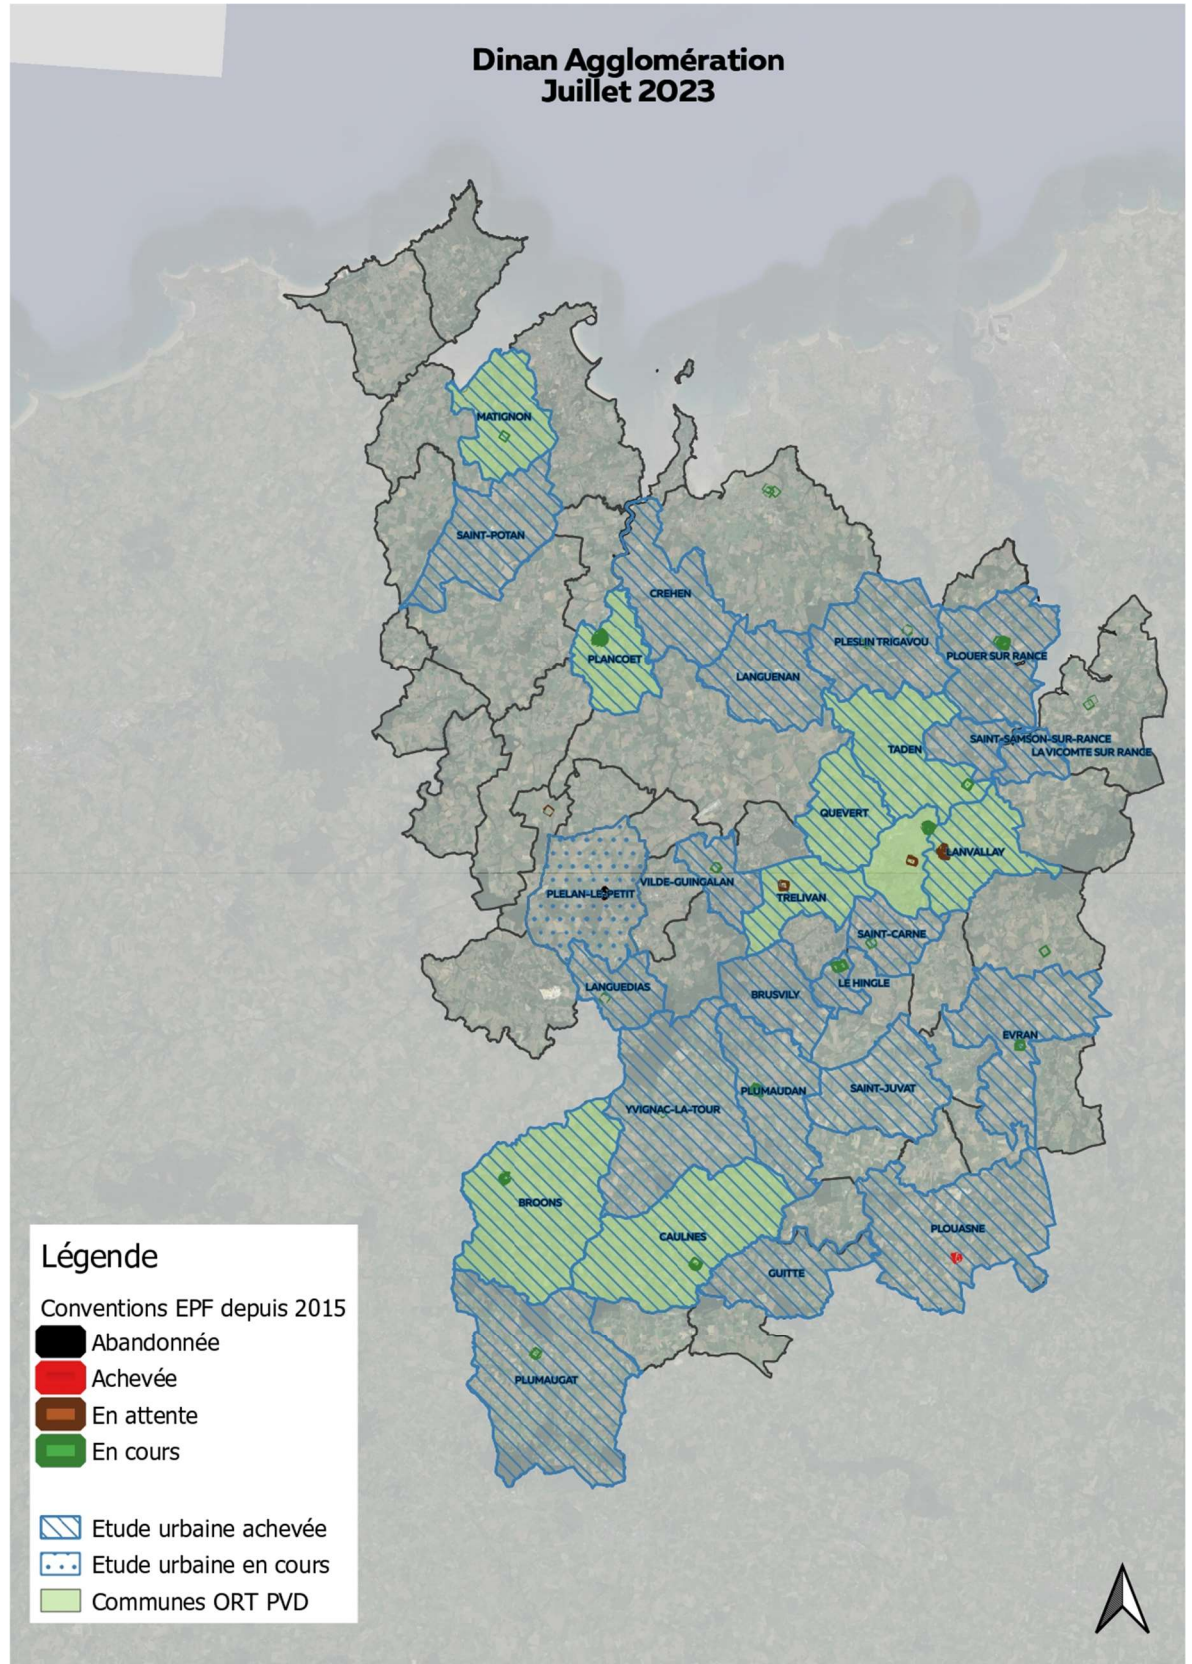 Dinan Agglomération
Juillet 2023
MATIGNON
SAINT-POTAN
CREHEN
PLESLIN TRIGAVOU
PLANCOET
PLOUER SUR RANCE
LANGUENAN
SAINT-SAMSON-SUR-RANCE
TADEN
LA VICOMTE SUR RANCE
QUEVERT
LANVALLAY
VILDE-GUINGALAN
PLELAN-LE-PETIT
TRELIVAN
SAINT-CARNE
LE HINGLE
LANGUEDIAS
BRUSVILY
EVRAN
SAINT-JUVAT
PLUMAUDAN
YVIGNAC-LA-TOUR
BROONS
PLOUASNE
CAULNES
GUITTE
PLUMAUGAT
Légende
Conventions EPF depuis 2015
Abandonnée
Achevée
En attente
En cours
Etude urbaine achevée
Etude urbaine en cours
Communes ORT PVD